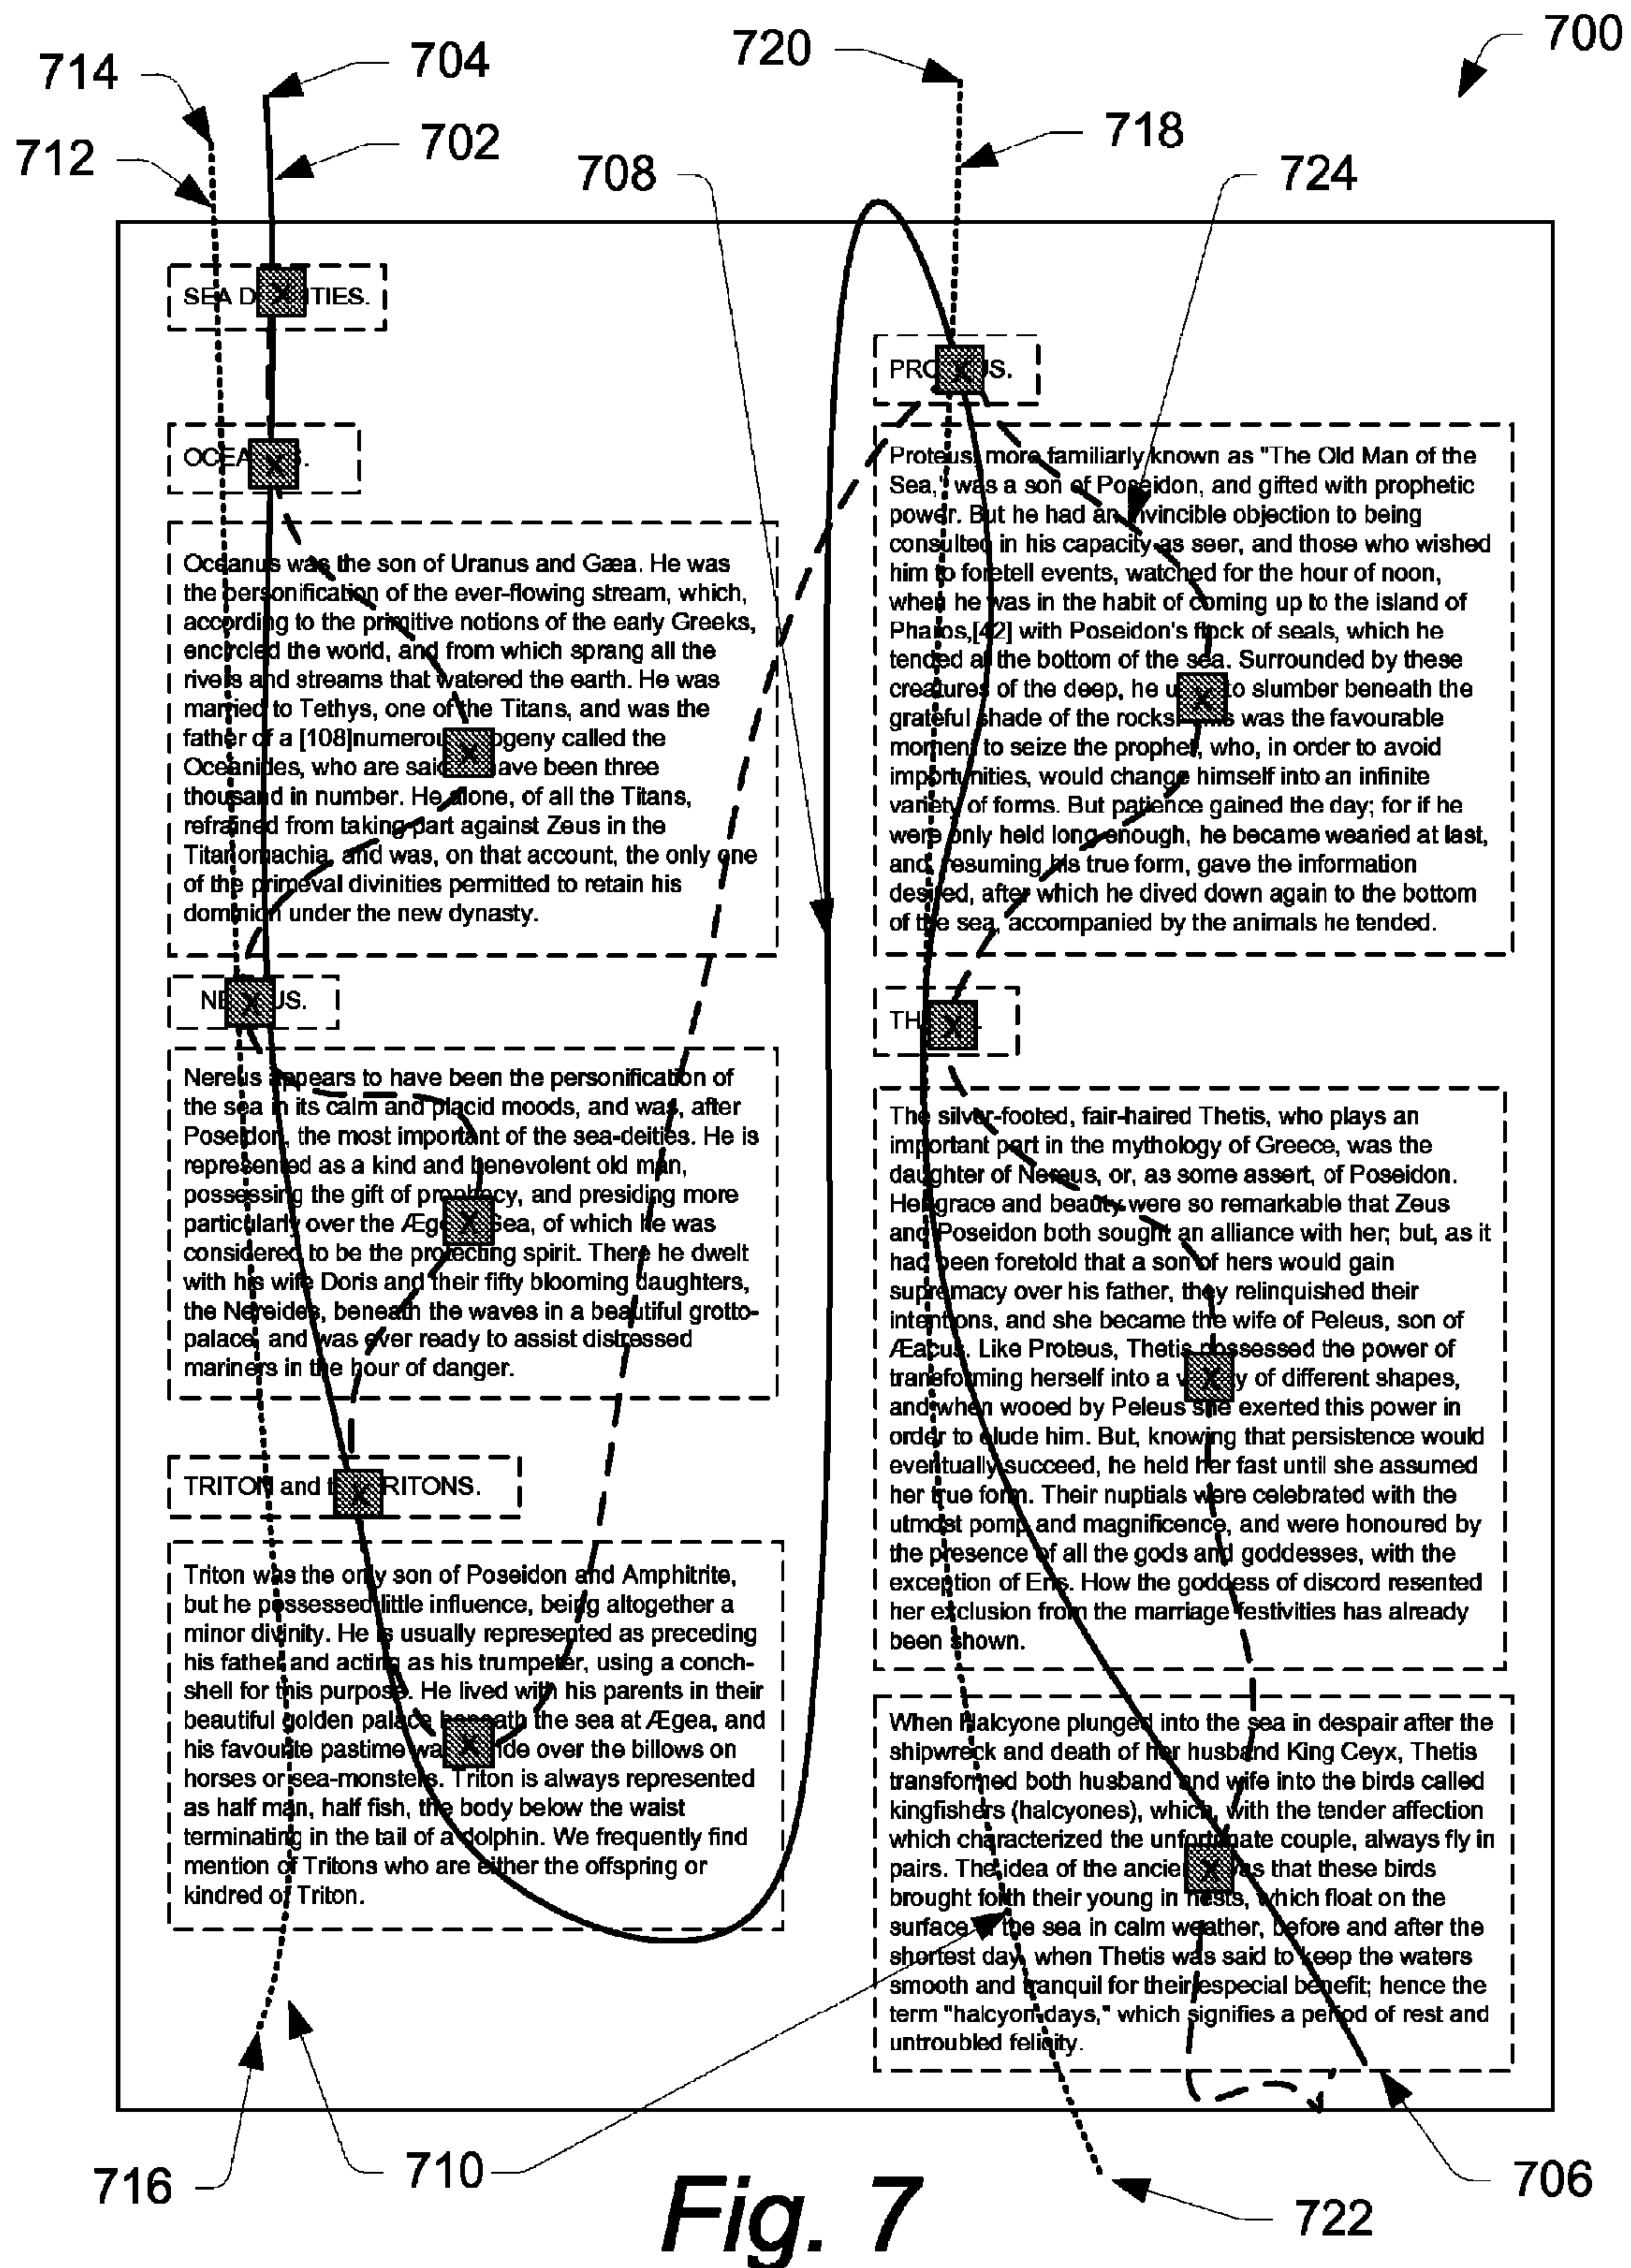 700
714
704
720
712
702
718
708
724
SEA DEITIES.
OCEANUS.
Oceanus was the son of Uranus and Gæa. He was
the personification of the ever-flowing stream, which,
according to the primitive notions of the early Greeks,
encircled the world, and from which sprang all the
rivers and streams that watered the earth. He was
married to Tethys, one of the Titans, and was the
father of a [108]numerous progeny called the
Oceanides, who are said to have been three
thousand in number. He alone, of all the Titans,
refrained from taking part against Zeus in the
Titanomachia, and was, on that account, the only one
of the primeval divinities permitted to retain his
dominion under the new dynasty.
NEREUS.
Nereus appears to have been the personification of
the sea in its calm and placid moods, and was, after
Poseidon, the most important of the sea-deities. He is
represented as a kind and benevolent old man,
possessing the gift of prophecy, and presiding more
particularly over the Ægean Sea, of which he was
considered to be the protecting spirit. There he dwelt
with his wife Doris and their fifty blooming daughters,
the Nereides, beneath the waves in a beautiful grotto-
palace, and was ever ready to assist distressed
mariners in the hour of danger.
TRITON and the TRITONS.
Triton was the only son of Poseidon and Amphitrite,
but he possessed little influence, being altogether a
minor divinity. He is usually represented as preceding
his father and acting as his trumpeter, using a conch-
shell for this purpose. He lived with his parents in their
beautiful golden palace beneath the sea at Ægea, and
his favourite pastime was to ride over the billows on
horses or sea-monsters. Triton is always represented
as half man, half fish, the body below the waist
terminating in the tail of a dolphin. We frequently find
mention of Tritons who are either the offspring or
kindred of Triton.
PROTEUS.
Proteus, more familiarly known as "The Old Man of the
Sea," was a son of Poseidon, and gifted with prophetic
power. But he had an invincible objection to being
consulted in his capacity as seer, and those who wished
him to foretell events, watched for the hour of noon,
when he was in the habit of coming up to the island of
Pharos,[42] with Poseidon's flock of seals, which he
tended at the bottom of the sea. Surrounded by these
creatures of the deep, he used to slumber beneath the
grateful shade of the rocks. This was the favourable
moment to seize the prophet, who, in order to avoid
importunities, would change himself into an infinite
variety of forms. But patience gained the day; for if he
were only held long enough, he became wearied at last,
and, resuming his true form, gave the information
desired, after which he dived down again to the bottom
of the sea, accompanied by the animals he tended.
THETIS.
The silver-footed, fair-haired Thetis, who plays an
important part in the mythology of Greece, was the
daughter of Nereus, or, as some assert, of Poseidon.
Her grace and beauty were so remarkable that Zeus
and Poseidon both sought an alliance with her; but, as it
had been foretold that a son of hers would gain
supremacy over his father, they relinquished their
intentions, and she became the wife of Peleus, son of
Æacus. Like Proteus, Thetis possessed the power of
transforming herself into a variety of different shapes,
and when wooed by Peleus she exerted this power in
order to elude him. But, knowing that persistence would
eventually succeed, he held her fast until she assumed
her true form. Their nuptials were celebrated with the
utmost pomp and magnificence, and were honoured by
the presence of all the gods and goddesses, with the
exception of Eris. How the goddess of discord resented
her exclusion from the marriage festivities has already
been shown.
When Halcyone plunged into the sea in despair after the
shipwreck and death of her husband King Ceyx, Thetis
transformed both husband and wife into the birds called
kingfishers (halcyones), which, with the tender affection
which characterized the unfortunate couple, always fly in
pairs. The idea of the ancients was that these birds
brought forth their young in nests, which float on the
surface of the sea in calm weather, before and after the
shortest day, when Thetis was said to keep the waters
smooth and tranquil for their especial benefit; hence the
term "halcyon-days," which signifies a period of rest and
untroubled felicity.
716
710
706
722
Fig. 7